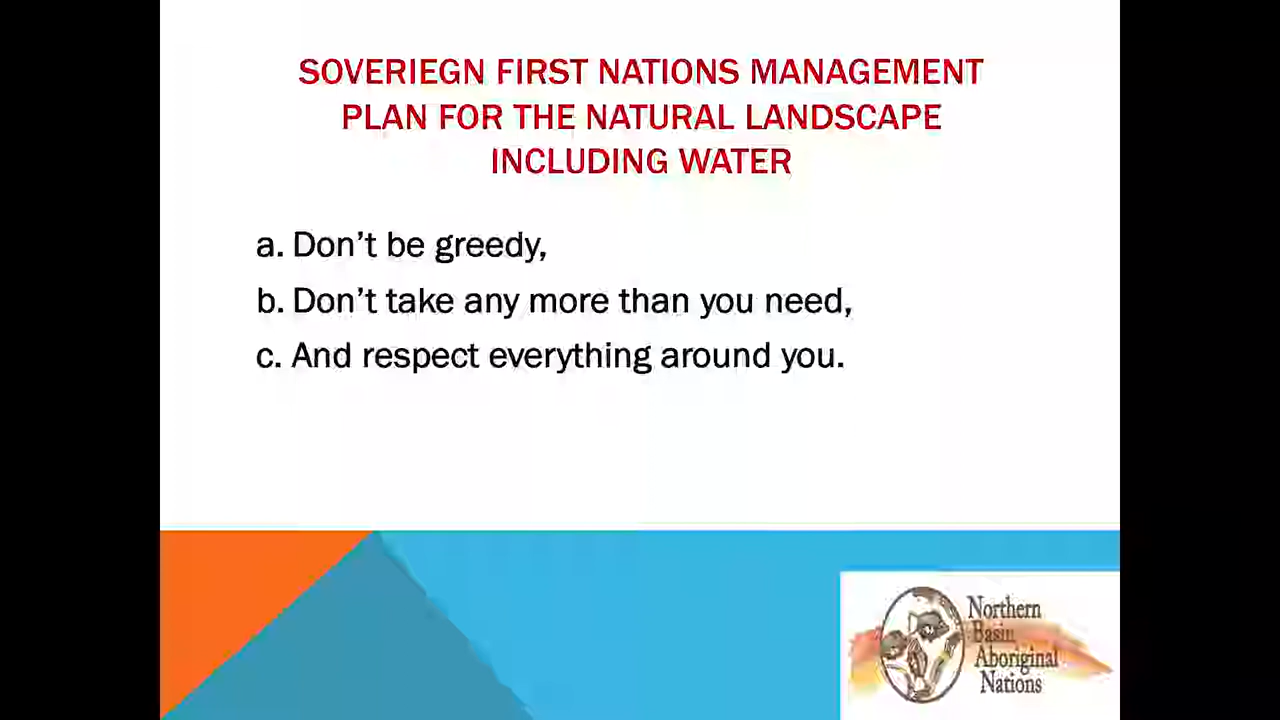 SOVERIEGN FIRST NATIONS MANAGEMENT
PLAN FOR THE NATURAL LANDSCAPE
INCLUDING WATER
a. Don’t be greedy,
b. Don’t take any more than you need,
c. And respect everything around you.
Northern
Basin
Aboriginal
Nations